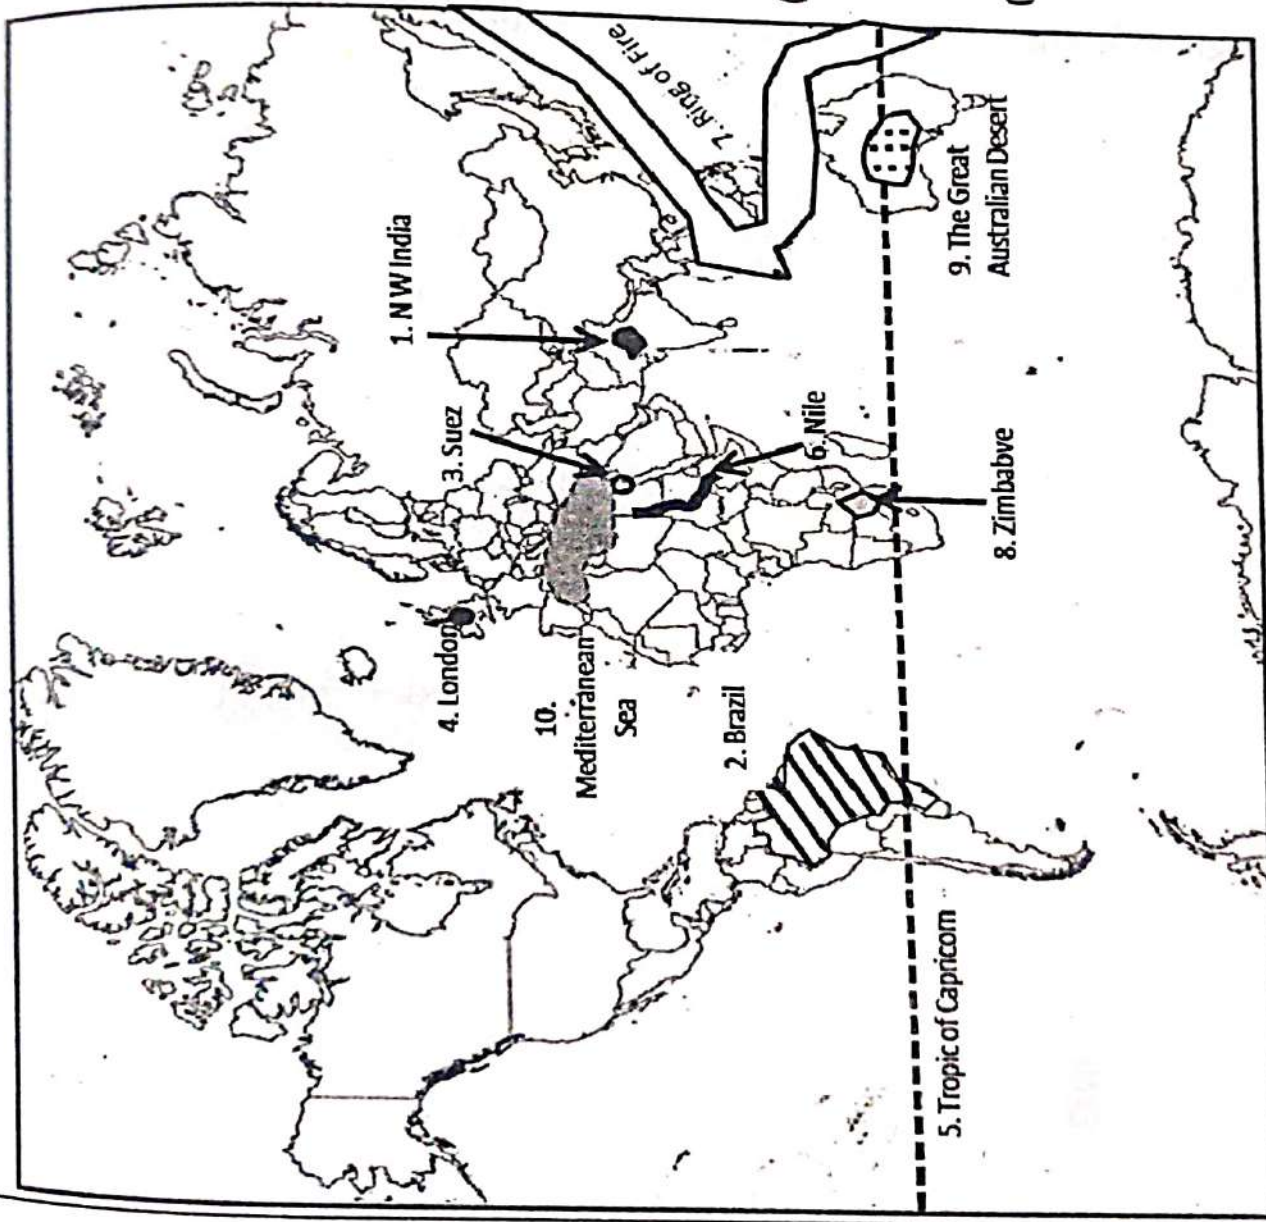 7. Ring of Fire
1. N W India
3. Suez
4. London
10.
Mediterranean
Sea
6. Nile
2. Brazil
9. The Great
Australian Desert
8. Zimbabve
5. Tropic of Capricom